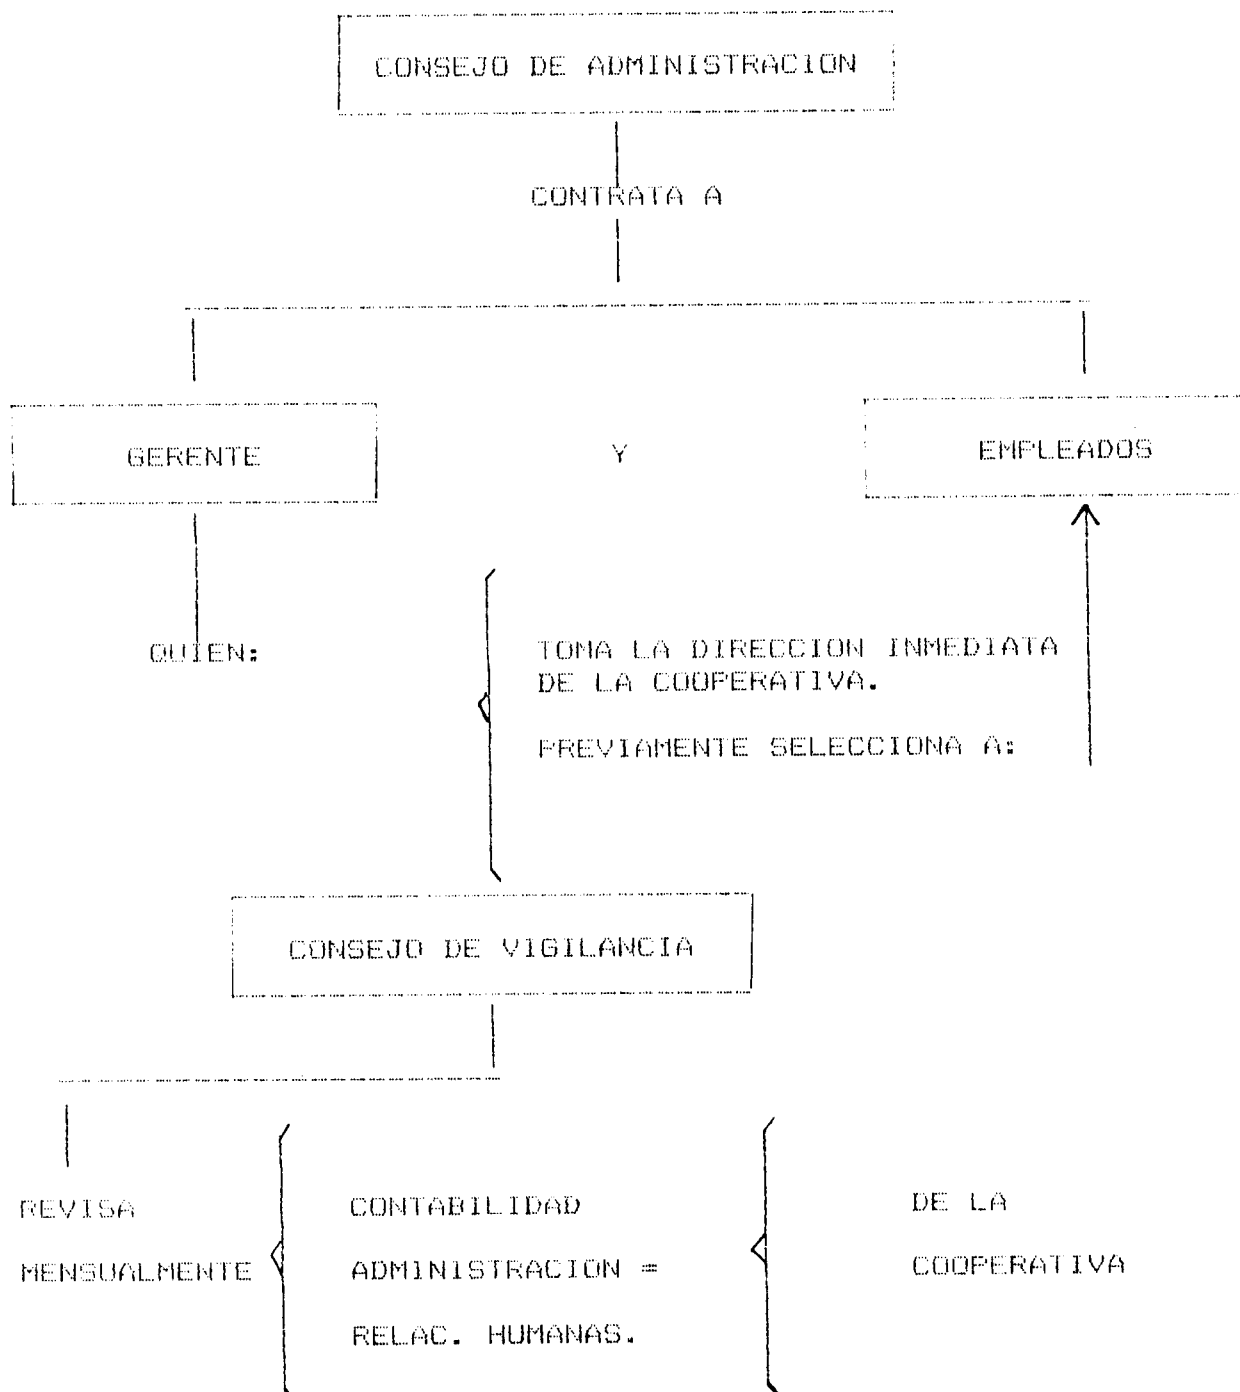 CONSEJO DE ADMINISTRACION
CONTRATA A
GERENTE
Y
EMPLEADOS
QUIEN:
TOMA LA DIRECCION INMEDIATA
DE LA COOPERATIVA.
PREVIAMENTE SELECCIONA A:
CONSEJO DE VIGILANCIA
REVISA
MENSUALMENTE
CONTABILIDAD
ADMINISTRACION =
RELAC. HUMANAS.
DE LA
COOPERATIVA